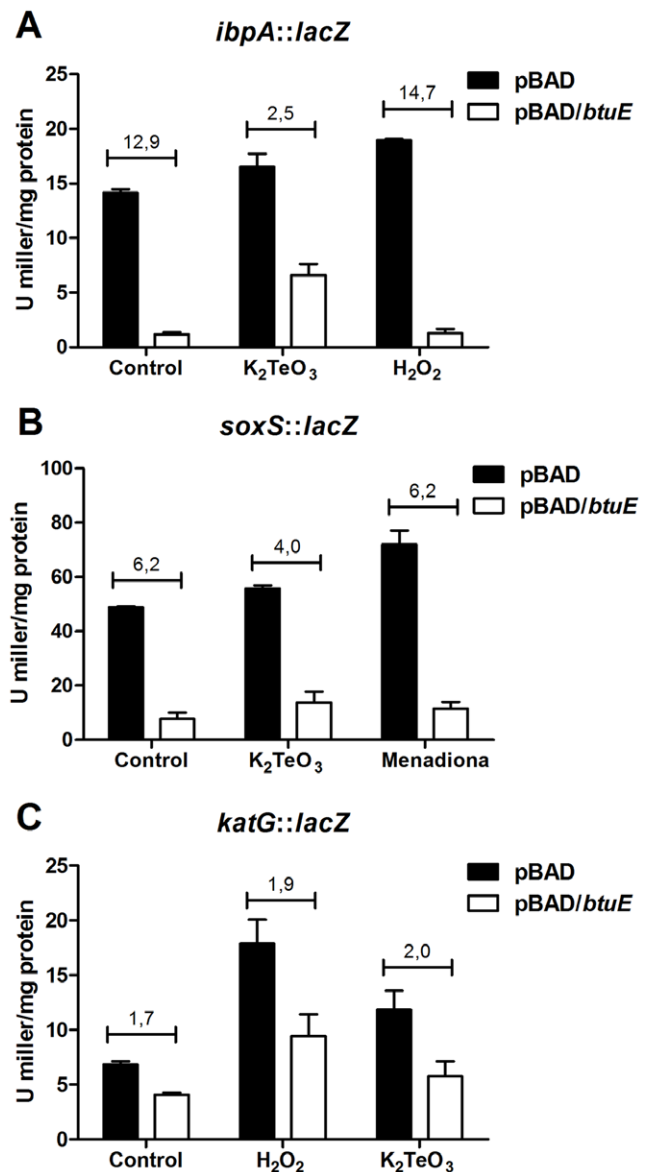 A
ibpA::lacZ
U miller/mg protein
25
20
15
10
5
0
12,9
2,5
14,7
pBAD
pBAD/btuE
Control
K₂TeO₃
H₂O₂
B
soxS::lacZ
U miller/mg protein
100
80
60
40
20
0
6,2
4,0
6,2
pBAD
pBAD/btuE
Control
K₂TeO₃
Menadiona
C
katG::lacZ
U miller/mg protein
25
20
15
10
5
0
1,7
1,9
2,0
pBAD
pBAD/btuE
Control
H₂O₂
K₂TeO₃